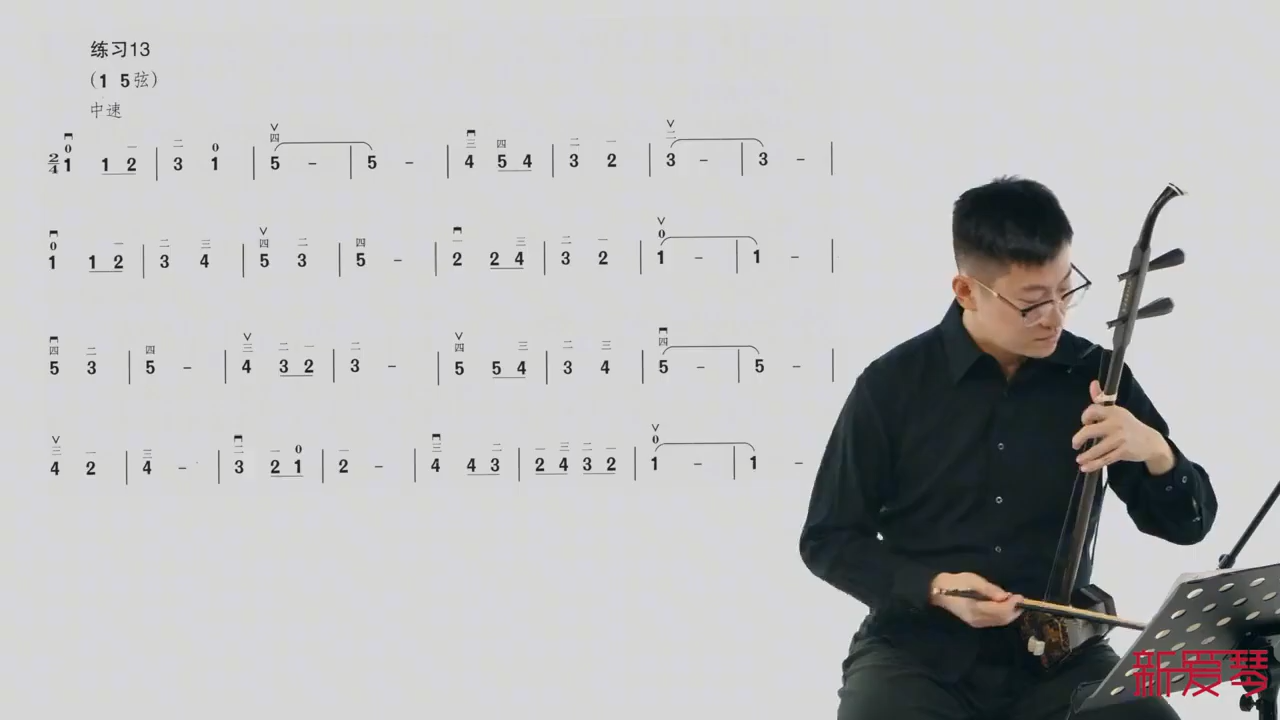 练习13
(1 5弦)
中速
2/4 1 1 2 | 3 1 | 5 – | 5 – | 4 5 4 | 3 2 | 3 – | 3 – |
1 1 2 | 3 4 | 5 3 | 5 – | 2 2 4 | 3 2 | 1 – | 1 – |
5 3 | 5 – | 4 3 2 | 3 – | 5 5 4 | 3 4 | 5 – | 5 – |
4 2 | 4 – | 3 2 1 | 2 – | 4 4 3 | 2 4 3 2 | 1 – | 1 –
新爱琴